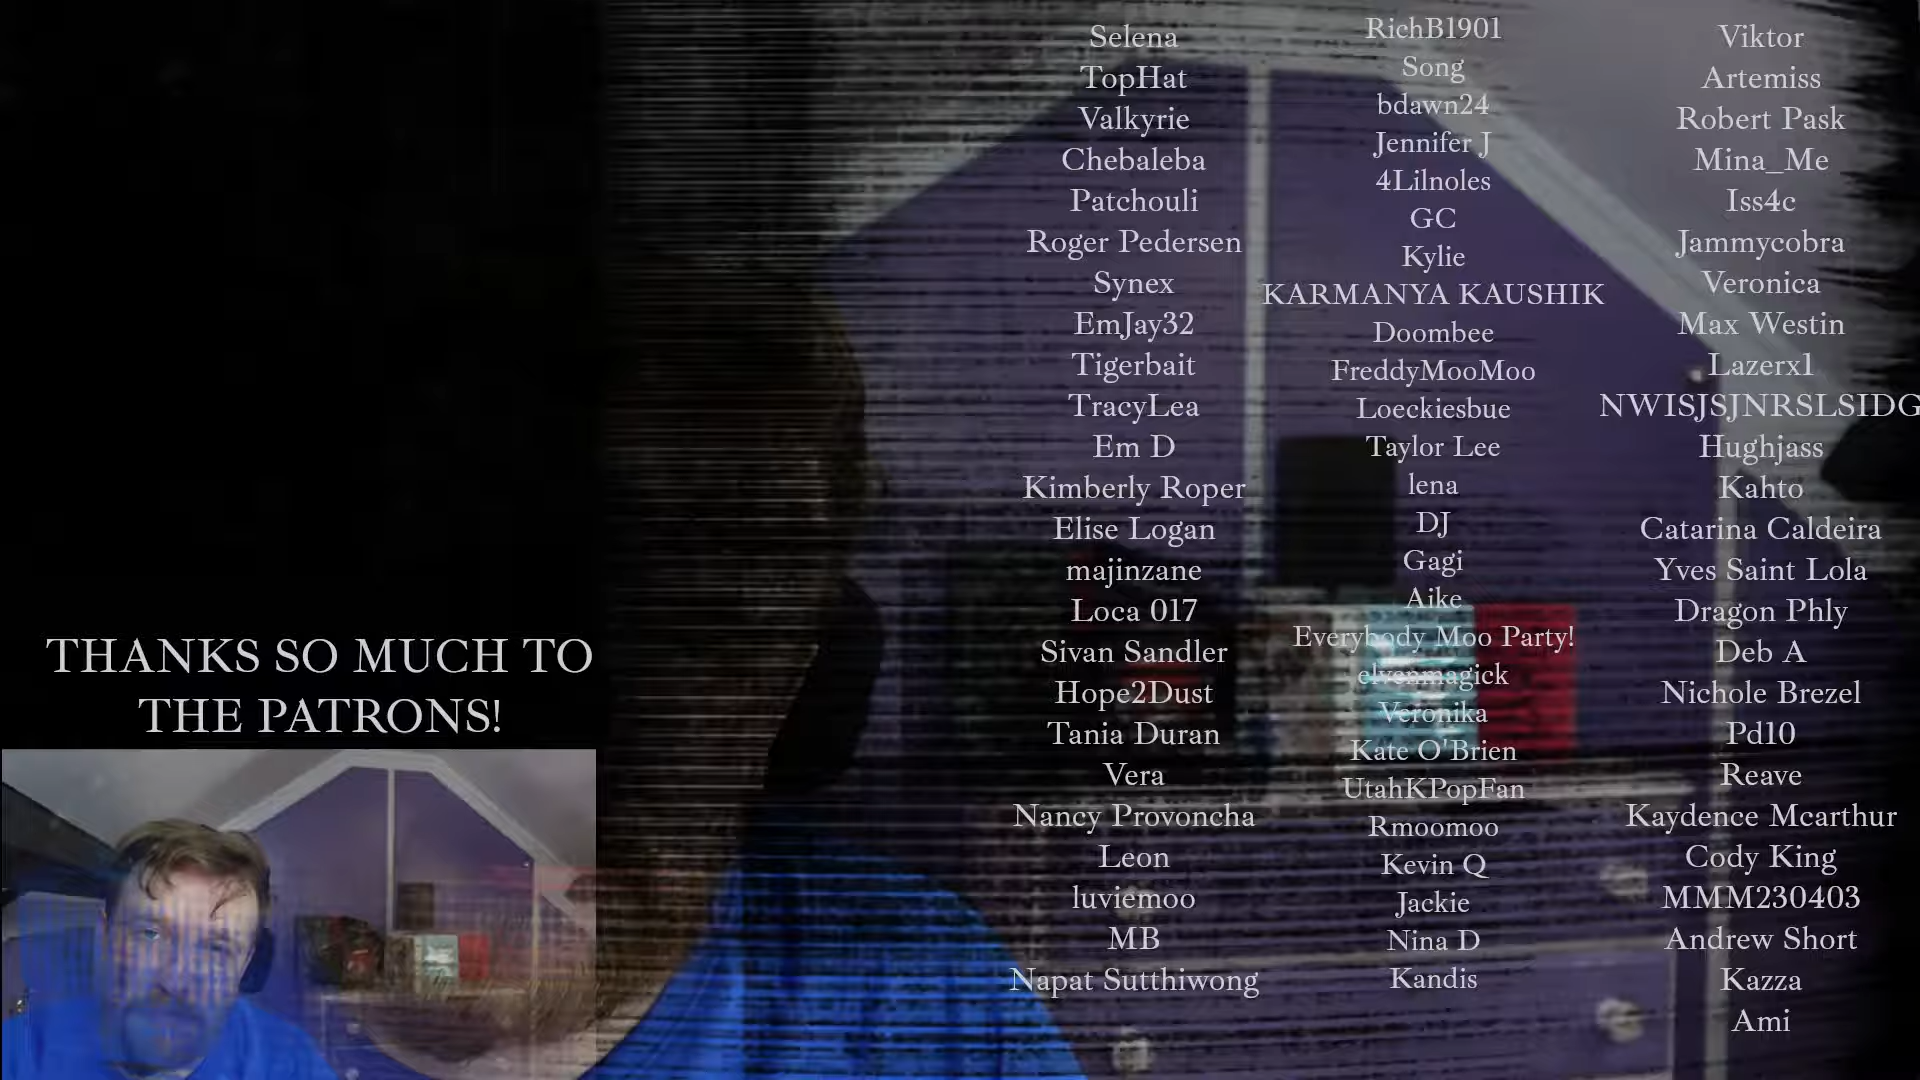 THANKS SO MUCH TO
THE PATRONS!
Selena
TopHat
Valkyrie
Chebaleba
Patchouli
Roger Pedersen
Synex
EmJay32
Tigerbait
TracyLea
Em D
Kimberly Roper
Elise Logan
majinzane
Loca 017
Sivan Sandler
Hope2Dust
Tania Duran
Vera
Nancy Provoncha
Leon
luviemoo
MB
Napat Sutthiwong
RichB1901
Song
bdawn24
Jennifer J
4Lilnoles
GC
Kylie
KARMANYA KAUSHIK
Doombee
FreddyMooMoo
Loeckiesbue
Taylor Lee
lena
DJ
Gagi
Aike
Everybody Moo Party!
elvenmagick
Veronika
Kate O'Brien
UtahKPopFan
Rmoomoo
Kevin Q
Jackie
Nina D
Kandis
Viktor
Artemiss
Robert Pask
Mina_Me
Iss4c
Jammycobra
Veronica
Max Westin
Lazerx1
NWISJSJNRSLSIDG
Hughjass
Kahto
Catarina Caldeira
Yves Saint Lola
Dragon Phly
Deb A
Nichole Brezel
Pd10
Reave
Kaydence Mcarthur
Cody King
MMM230403
Andrew Short
Kazza
Ami